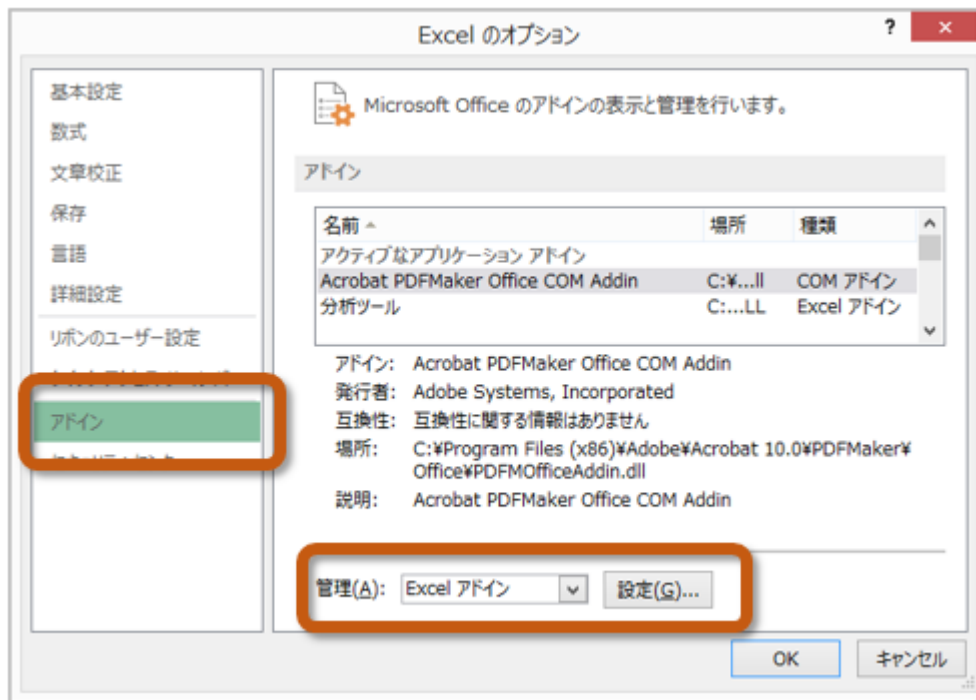 Excel のオプション
?
基本設定
数式
文章校正
保存
言語
詳細設定
リボンのユーザー設定
アドイン
Microsoft Office のアドインの表示と管理を行います。
アドイン
名前 場所 種類
アクティブなアプリケーション アドイン
Acrobat PDFMaker Office COM Addin C:¥...ll COM アドイン
分析ツール C:...LL Excel アドイン
アドイン: Acrobat PDFMaker Office COM Addin
発行者: Adobe Systems, Incorporated
互換性: 互換性に関する情報はありません
場所: C:¥Program Files (x86)¥Adobe¥Acrobat 10.0¥PDFMaker¥
Office¥PDFMOfficeAddin.dll
説明: Acrobat PDFMaker Office COM Addin
管理(A): Excel アドイン 設定(G)...
OK キャンセル